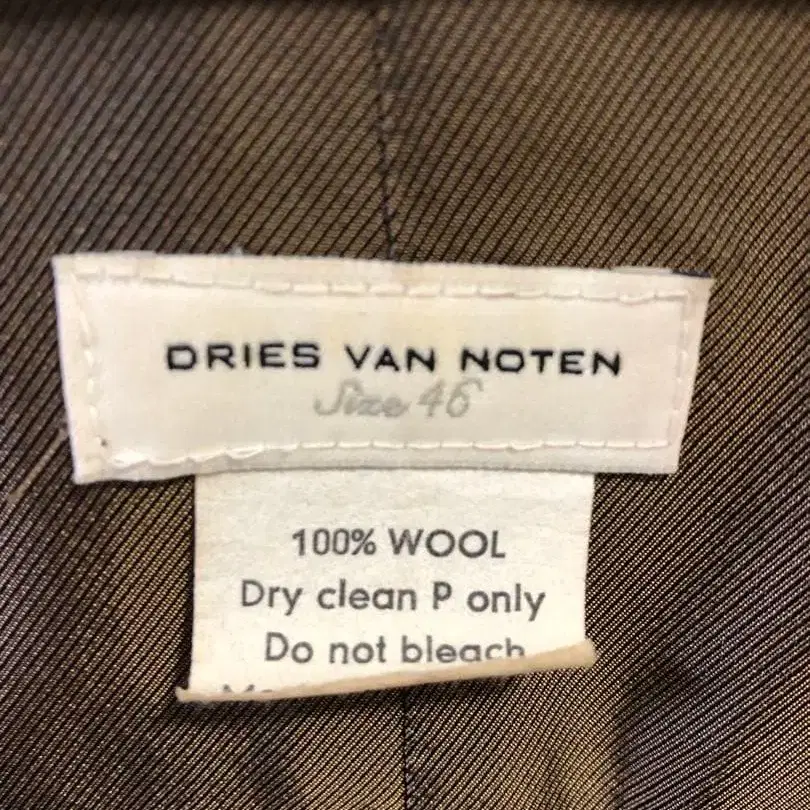 DRIES VAN NOTEN
Size 46
100% WOOL
Dry clean P only
Do not bleach